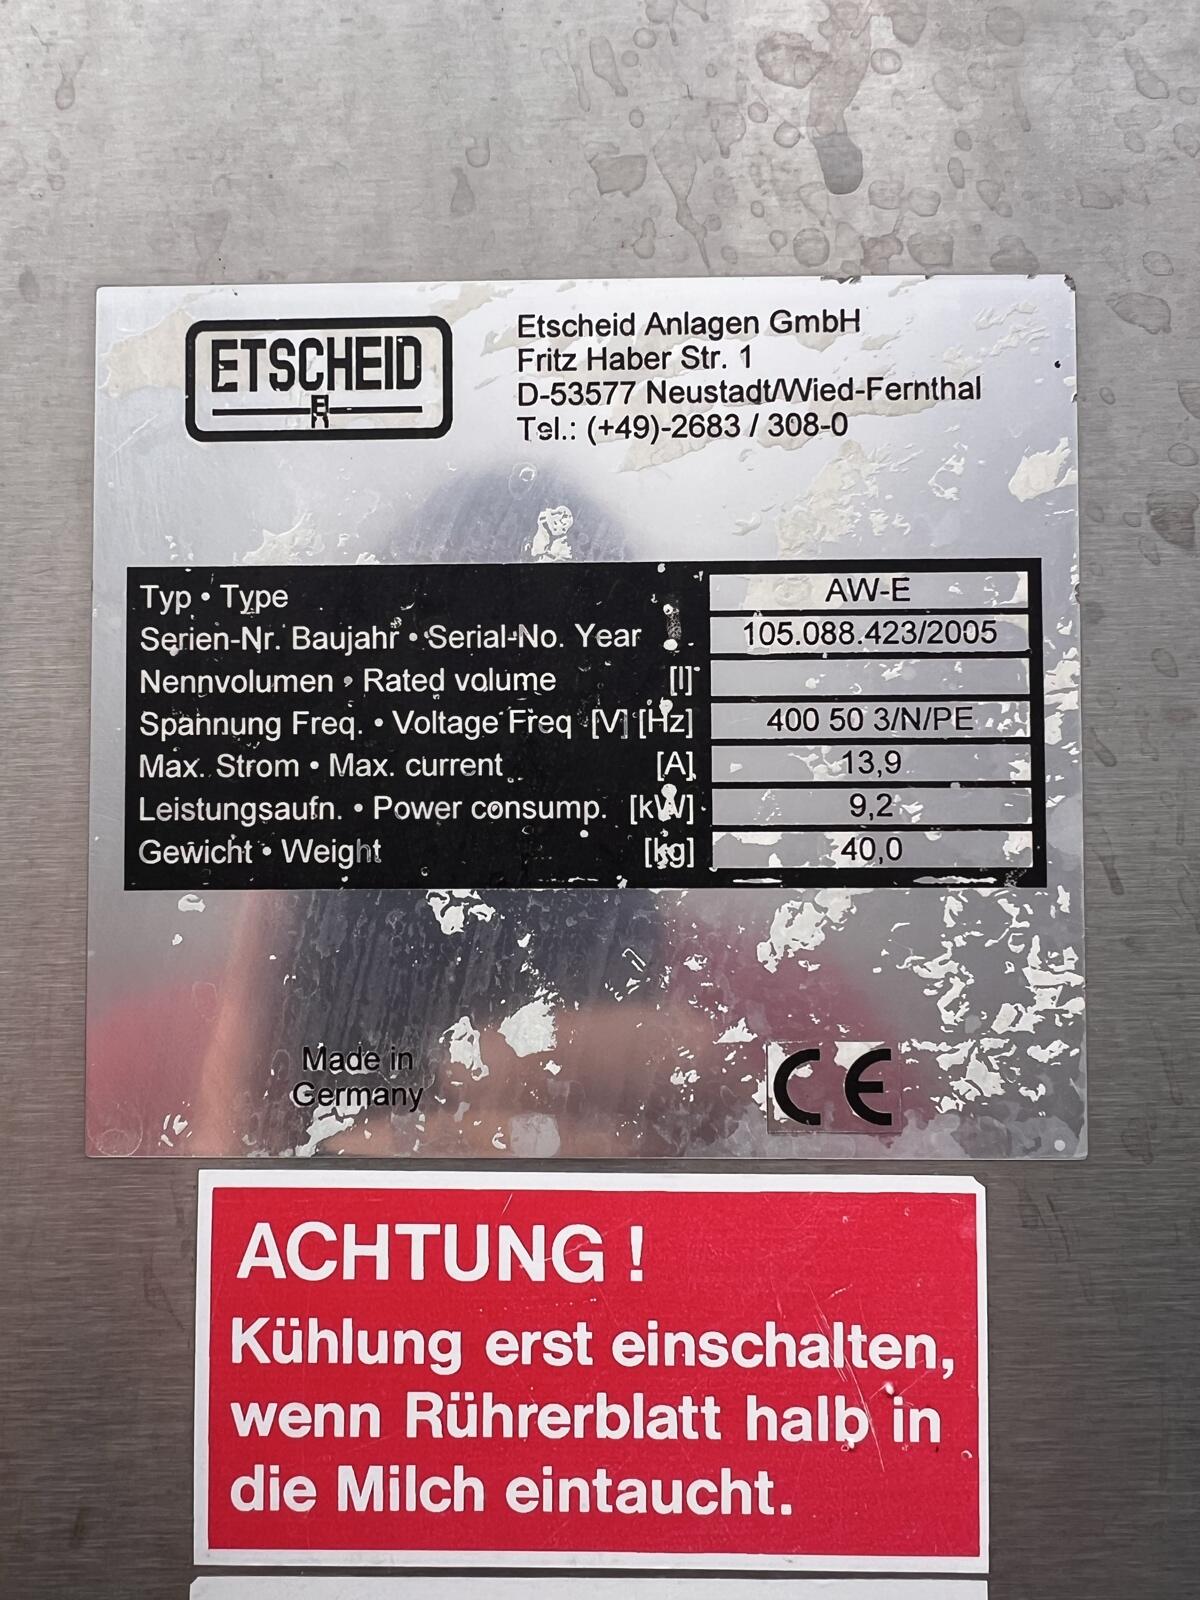 ETSCHEID
Etscheid Anlagen GmbH
Fritz Haber Str. 1
D-53577 Neustadt/Wied-Fernthal
Tel.: (+49)-2683 / 308-0
Typ • Type AW-E
Serien-Nr. Baujahr • Serial-No. Year 105.088.423/2005
Nennvolumen • Rated volume [l]
Spannung Freq. • Voltage Freq [V] [Hz] 400 50 3/N/PE
Max. Strom • Max. current [A] 13,9
Leistungsaufn. • Power consump. [kW] 9,2
Gewicht • Weight [kg] 40,0
Made in
Germany
CE
ACHTUNG !
Kühlung erst einschalten,
wenn Rührerblatt halb in
die Milch eintaucht.